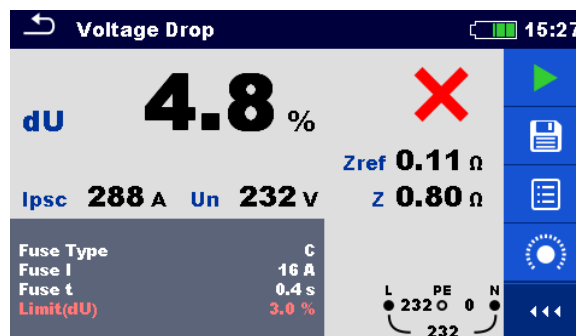 Voltage Drop 15:27
dU 4.8 %
Zref 0.11 Ω
Ipsc 288 A Un 232 V Z 0.80 Ω
Fuse Type C
Fuse I 16 A
Fuse t 0.4 s
Limit(dU) 3.0 %
L PE N
232 0
232